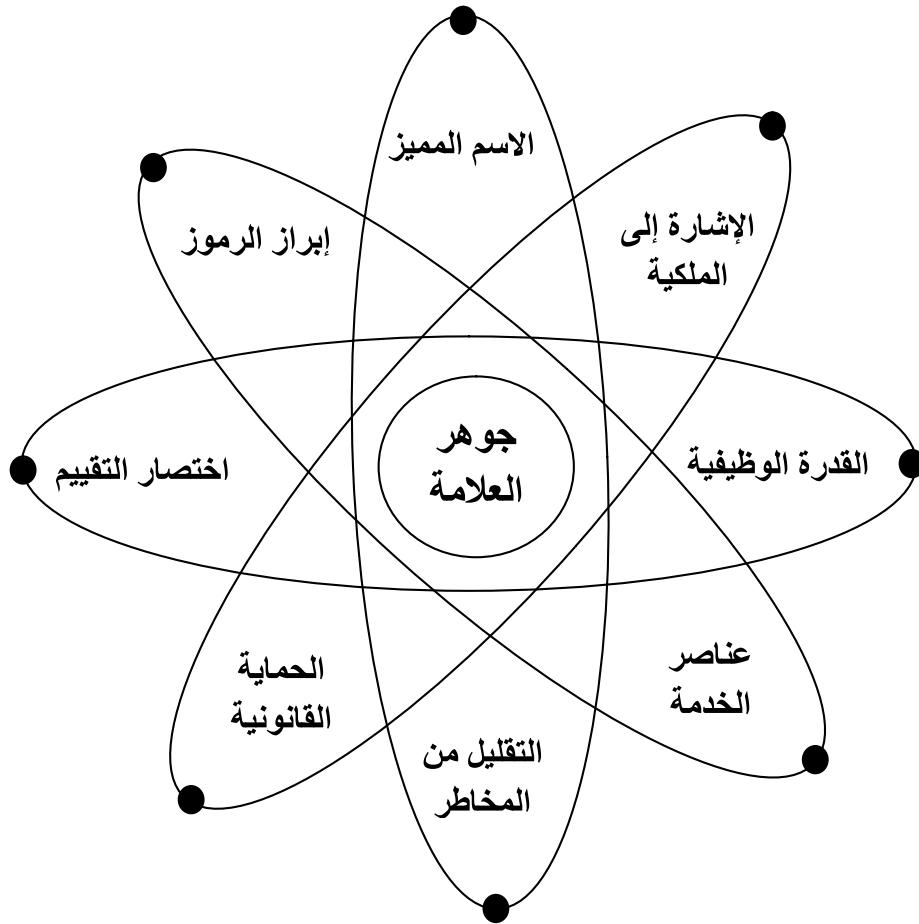 الاسم المميز
الإشارة إلى
الملكية
إبراز الرموز
جوهر
العلامة
القدرة الوظيفية
اختصار التقييم
عناصر
الخدمة
الحماية
القانونية
التقليل من
المخاطر